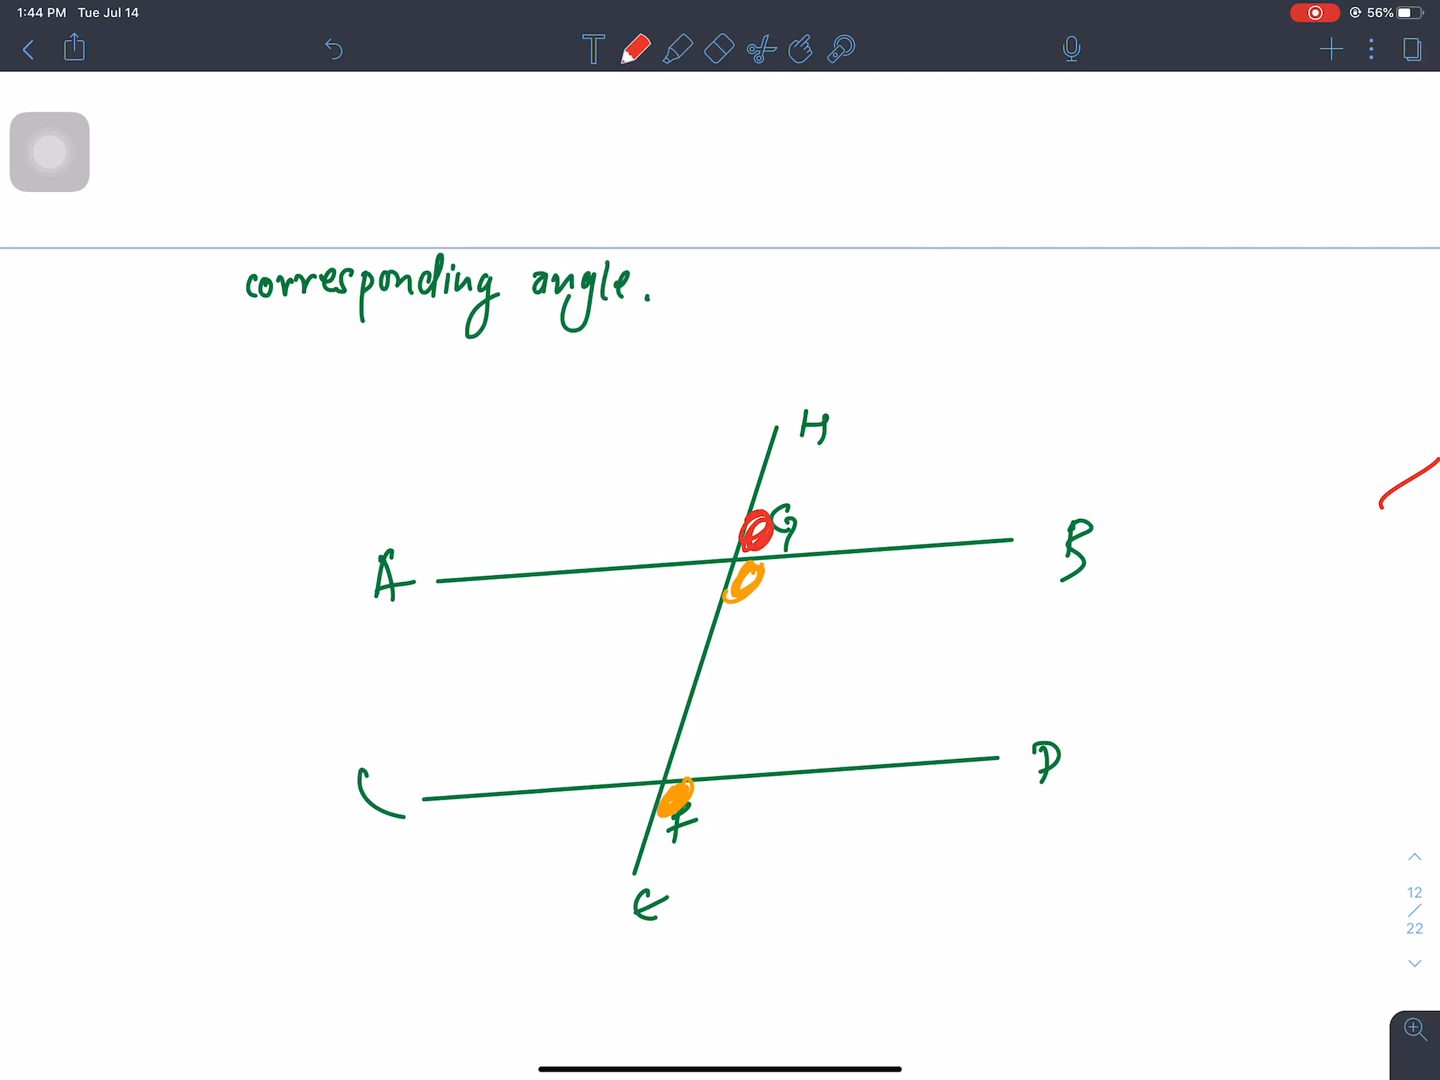 1:44 PM Tue Jul 14
56%
T
corresponding angle.
H
G
A B
C D
F
E
12
/
22